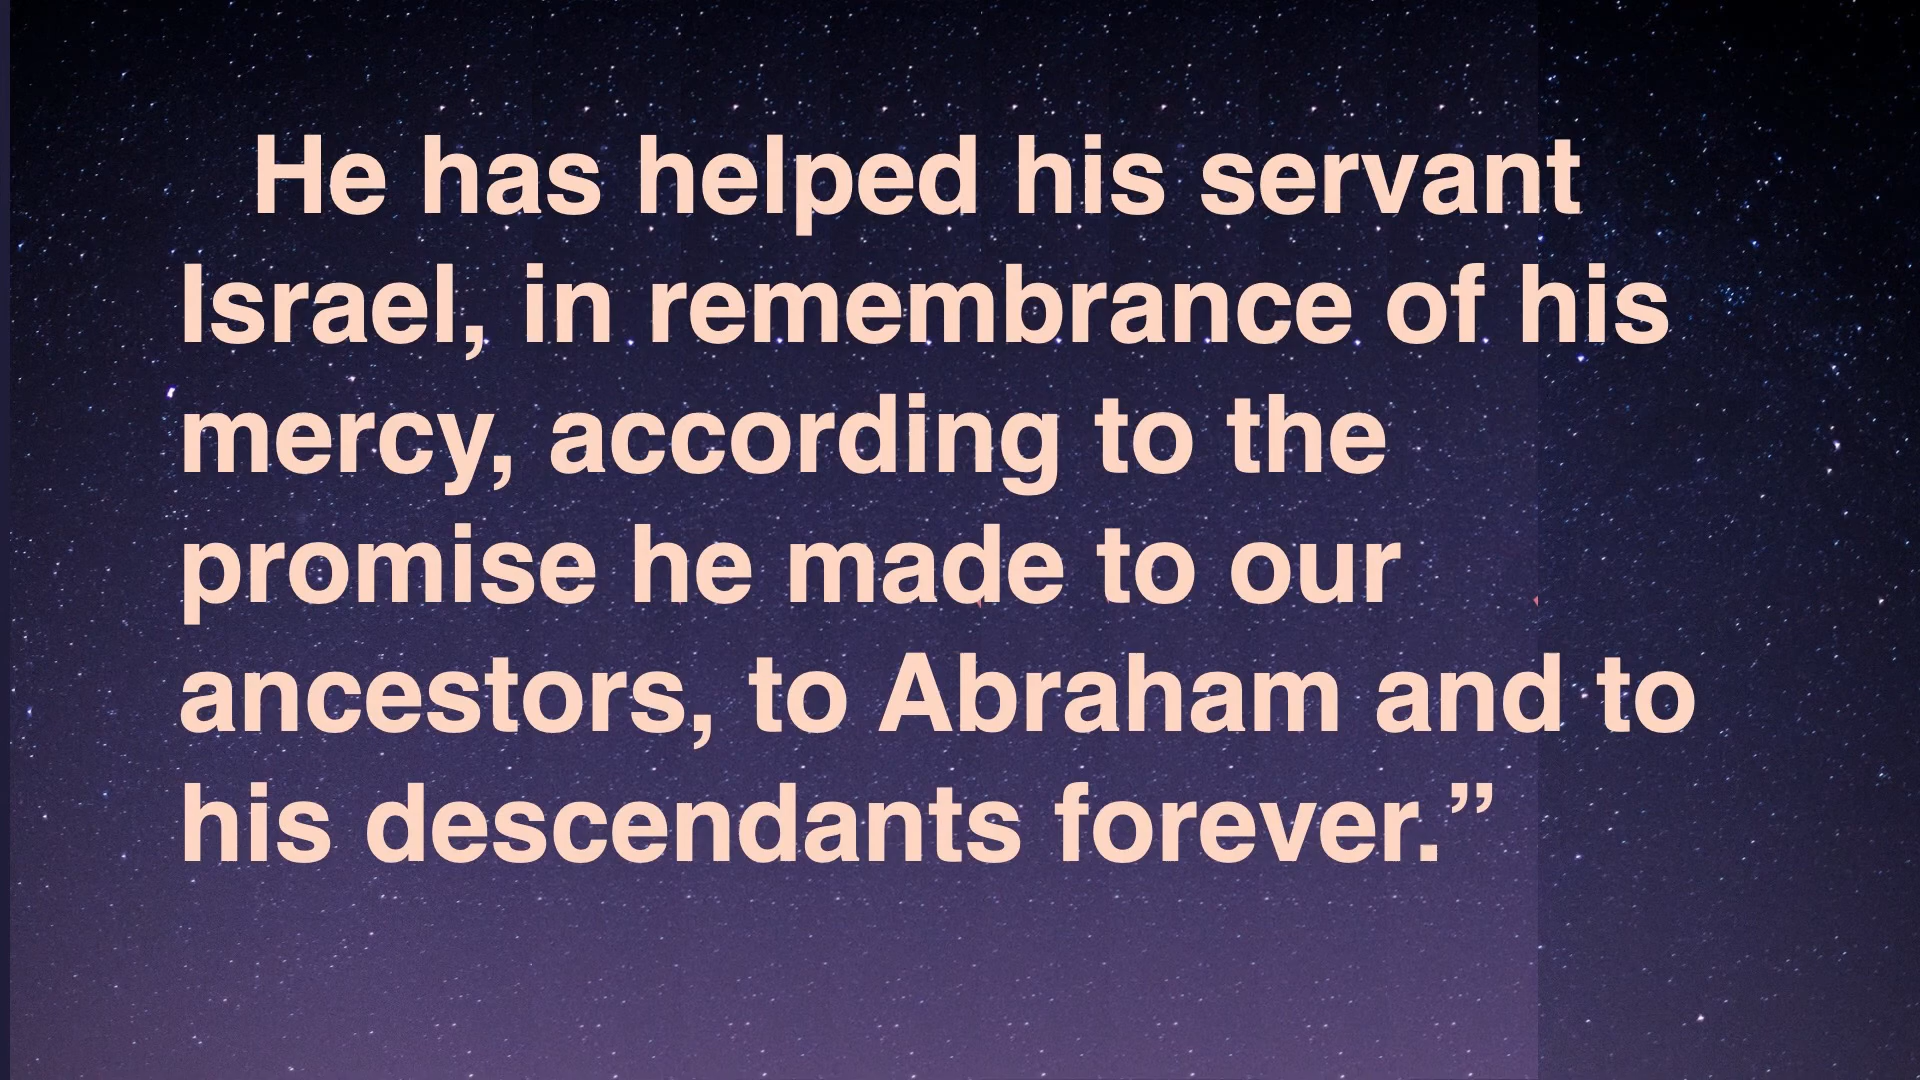 He has helped his servant
Israel, in remembrance of his
mercy, according to the
promise he made to our
ancestors, to Abraham and to
his descendants forever.”